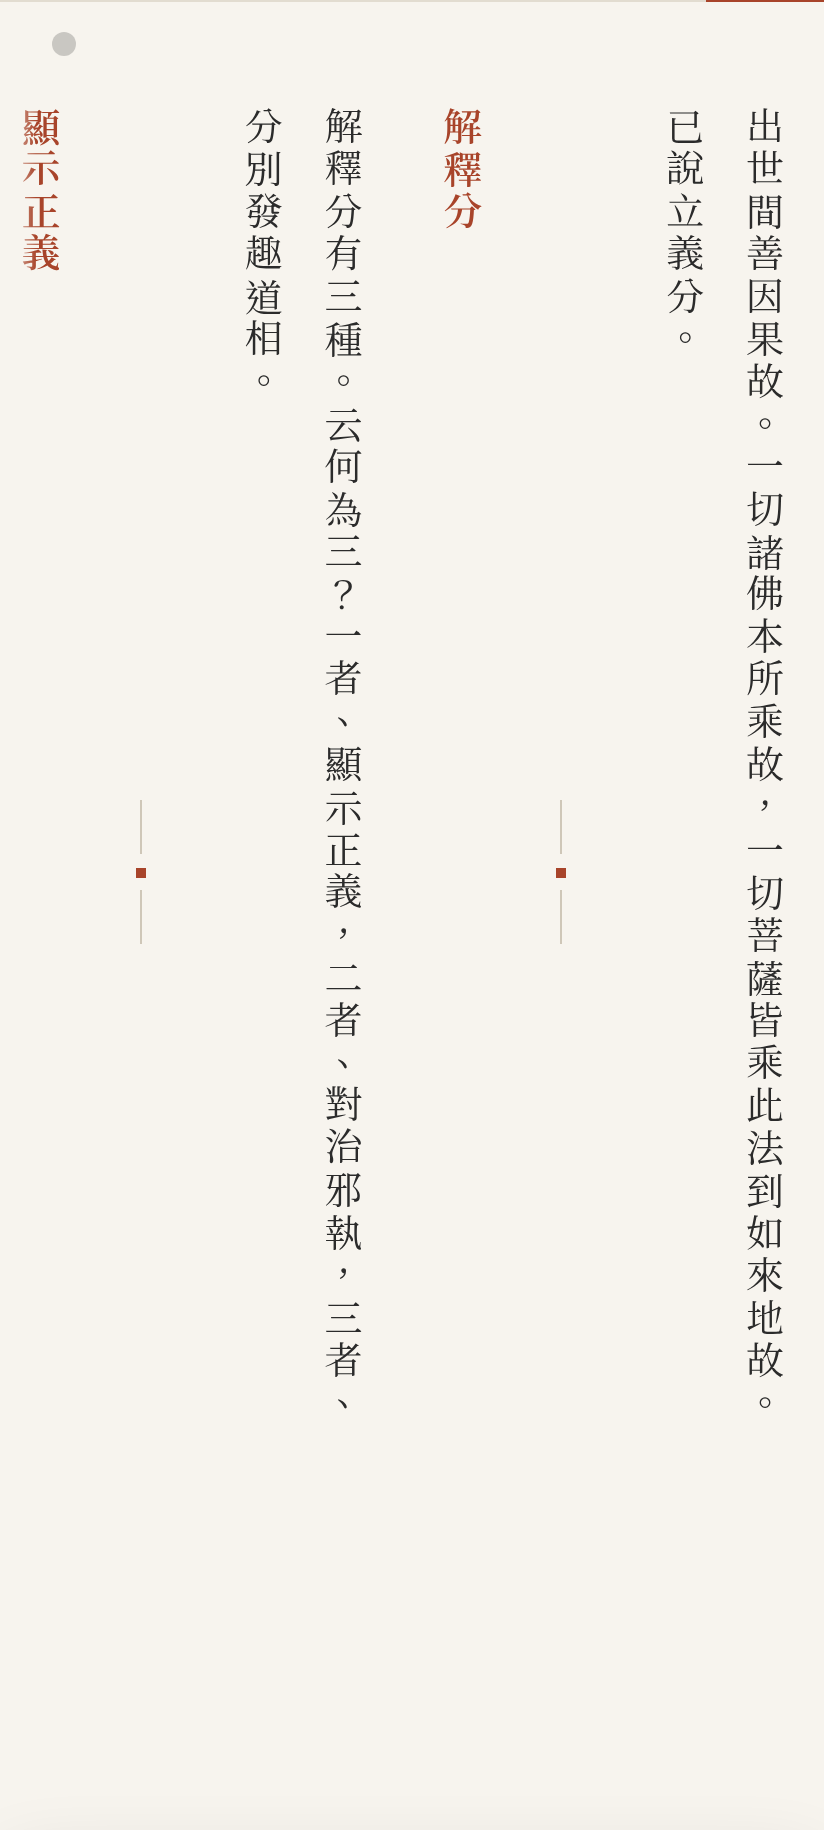 出世間善因果故。一切諸佛本所乘故，一切菩薩皆乘此法到如來地故。
已說立義分。
解釋分
解釋分有三種。云何為三？一者、顯示正義，二者、對治邪執，三者、
分別發趣道相。
顯示正義